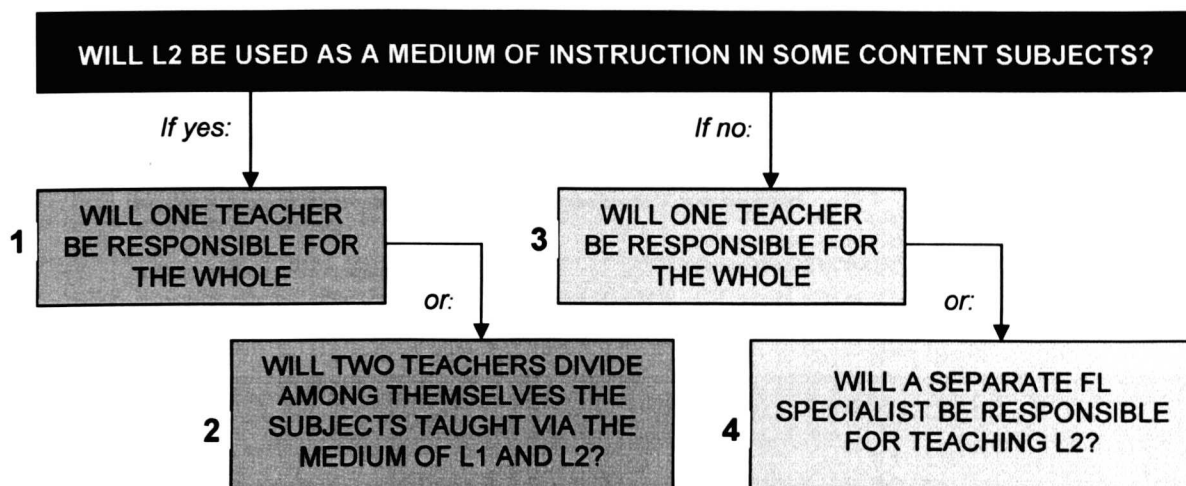 WILL L2 BE USED AS A MEDIUM OF INSTRUCTION IN SOME CONTENT SUBJECTS?
If yes:
If no:
1
WILL ONE TEACHER
BE RESPONSIBLE FOR
THE WHOLE
3
WILL ONE TEACHER
BE RESPONSIBLE FOR
THE WHOLE
or:
or:
2
WILL TWO TEACHERS DIVIDE
AMONG THEMSELVES THE
SUBJECTS TAUGHT VIA THE
MEDIUM OF L1 AND L2?
4
WILL A SEPARATE FL
SPECIALIST BE RESPONSIBLE
FOR TEACHING L2?